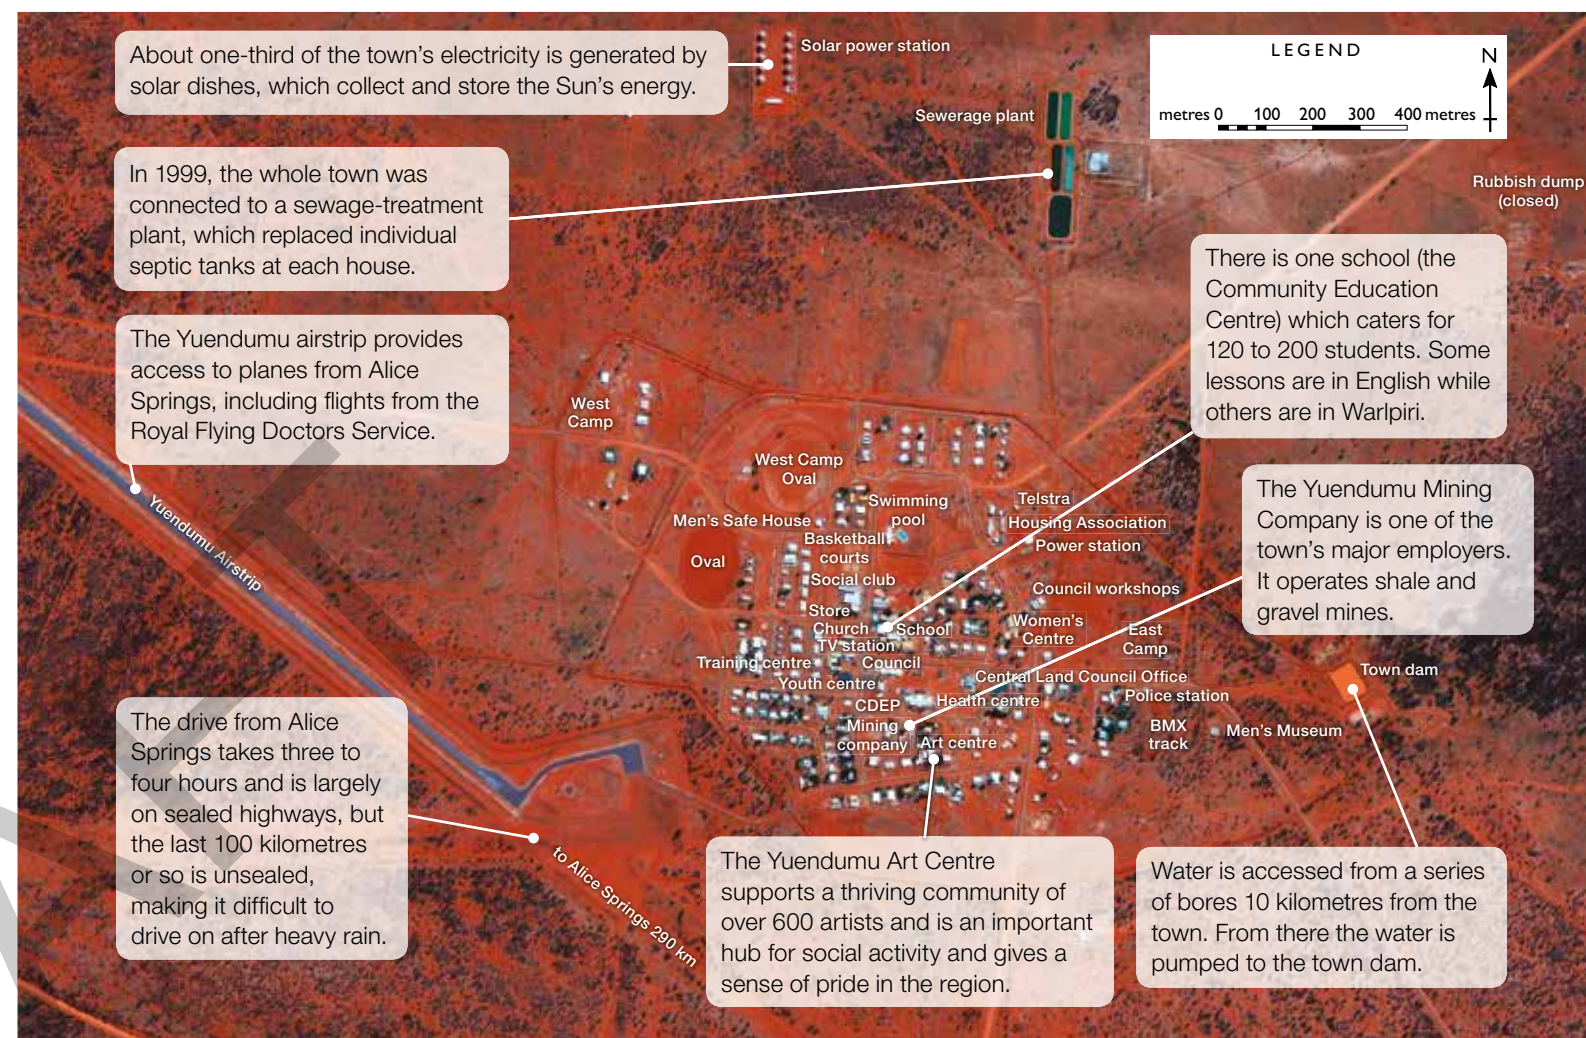 About one-third of the town’s electricity is generated by
solar dishes, which collect and store the Sun’s energy.
Solar power station
LEGEND
N
metres 0 100 200 300 400 metres
Sewerage plant
In 1999, the whole town was
connected to a sewage-treatment
plant, which replaced individual
septic tanks at each house.
Rubbish dump
(closed)
There is one school (the
Community Education
Centre) which caters for
120 to 200 students. Some
lessons are in English while
others are in Warlpiri.
The Yuendumu airstrip provides
access to planes from Alice
Springs, including flights from the
Royal Flying Doctors Service.
West
Camp
West Camp
Oval
Swimming
pool
Telstra
Men’s Safe House
Housing Association
Basketball
courts
Power station
Oval
Social club
Council workshops
The Yuendumu Mining
Company is one of the
town’s major employers.
It operates shale and
gravel mines.
Yuendumu Airstrip
Store
Church
School
Women’s
Centre
East
Camp
TV station
Training centre
Council
Youth centre
Central Land Council Office
Town dam
Police station
CDEP
Health centre
Mining
company
Art centre
BMX
track
Men’s Museum
The drive from Alice
Springs takes three to
four hours and is largely
on sealed highways, but
the last 100 kilometres
or so is unsealed,
making it difficult to
drive on after heavy rain.
to Alice Springs 290 km
The Yuendumu Art Centre
supports a thriving community of
over 600 artists and is an important
hub for social activity and gives a
sense of pride in the region.
Water is accessed from a series
of bores 10 kilometres from the
town. From there the water is
pumped to the town dam.